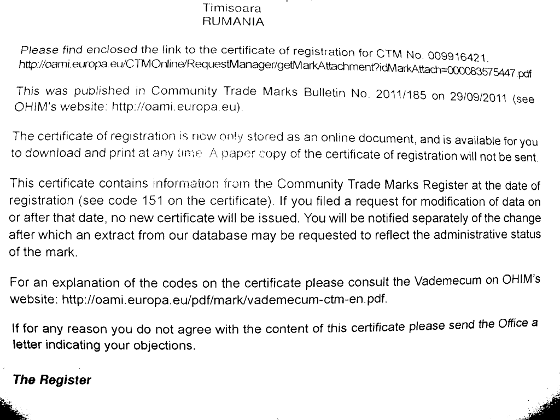 Timisoara
RUMANIA
Please find enclosed the link to the certificate of registration for CTM No. 009916421.
http://oami.europa.eu/CTMOnline/RequestManager/getMarkAttachment?idMarkAttach=000083575447.pdf
This was published in Community Trade Marks Bulletin No. 2011/185 on 29/09/2011 (see
OHIM's website: http://oami.europa.eu).
The certificate of registration is now only stored as an online document, and is available for you
to download and print at any time. A paper copy of the certificate of registration will not be sent.
This certificate contains information from the Community Trade Marks Register at the date of
registration (see code 151 on the certificate). If you filed a request for modification of data on
or after that date, no new certificate will be issued. You will be notified separately of the change
after which an extract from our database may be requested to reflect the administrative status
of the mark.
For an explanation of the codes on the certificate please consult the Vademecum on OHIM's
website: http://oami.europa.eu/pdf/mark/vademecum-ctm-en.pdf.
If for any reason you do not agree with the content of this certificate please send the Office a
letter indicating your objections.
The Register